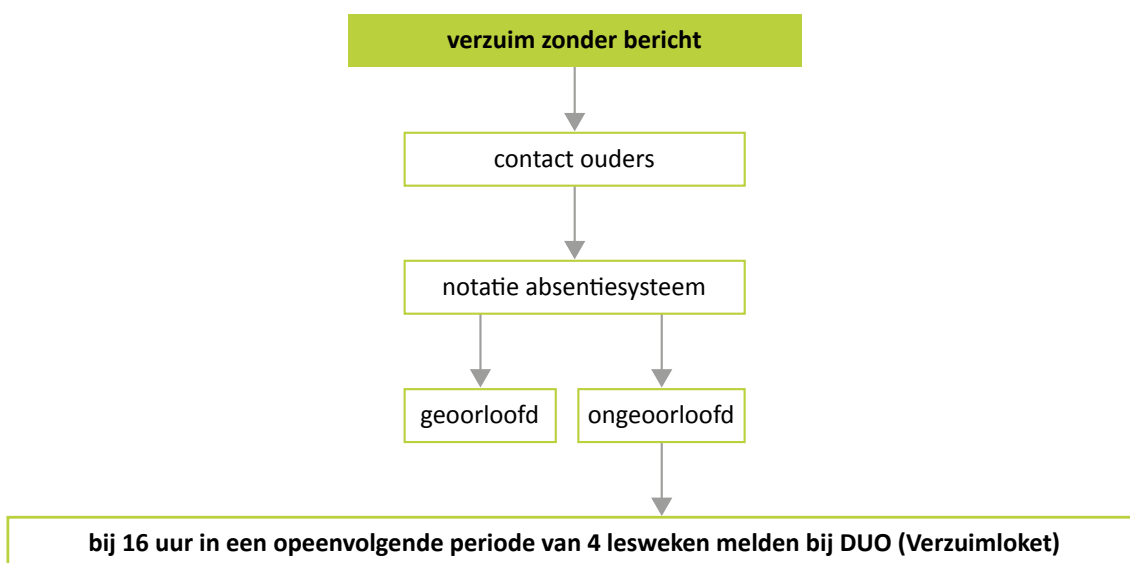 verzuim zonder bericht
contact ouders
notatie absentiesysteem
geoorloofd
ongeoorloofd
bij 16 uur in een opeenvolgende periode van 4 lesweken melden bij DUO (Verzuimloket)